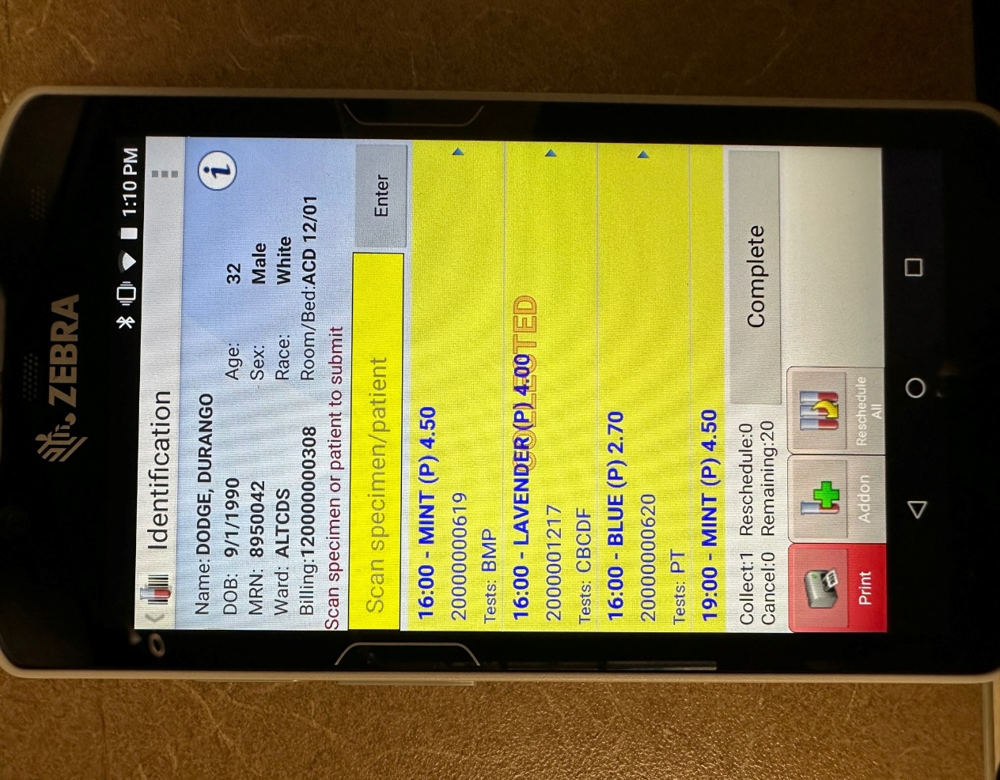 ZEBRA
1:10 PM
Identification
Name: DODGE, DURANGO
DOB: 9/1/1990 Age: 32
MRN: 8950042 Sex: Male
Ward: ALTCDS Race: White
Billing:12000000000308 Room/Bed:ACD 12/01
Scan specimen or patient to submit
Scan specimen/patient
Enter
16:00 - MINT (P) 4.50
20000000619
Tests: BMP
16:00 - LAVENDER (P) 4.00
COLLECTED
20000001217
Tests: CBCDF
16:00 - BLUE (P) 2.70
20000000620
Tests: PT
19:00 - MINT (P) 4.50
Collect:1 Reschedule:0
Cancel:0 Remaining:20
Complete
Print
Addon
Reschedule
All